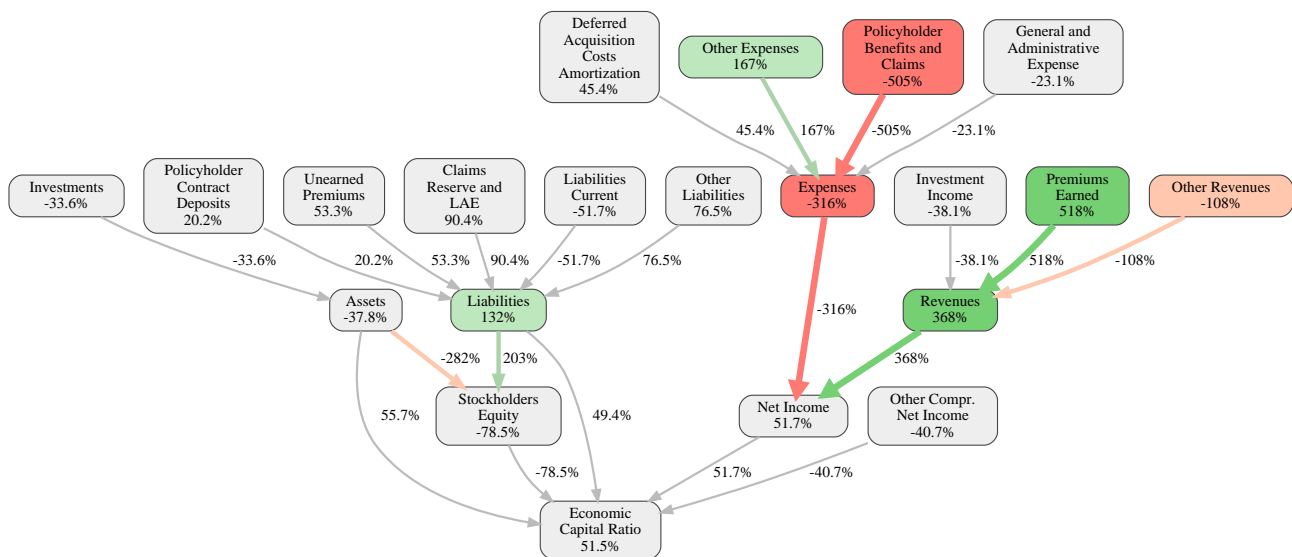 Deferred
Acquisition
Costs
Amortization
45.4%
Other Expenses
167%
Policyholder
Benefits and
Claims
-505%
General and
Administrative
Expense
-23.1%
45.4%
167%
-505%
-23.1%
Investments
-33.6%
Policyholder
Contract
Deposits
20.2%
Unearned
Premiums
53.3%
Claims
Reserve and
LAE
90.4%
Liabilities
Current
-51.7%
Other
Liabilities
76.5%
Expenses
-316%
Investment
Income
-38.1%
Premiums
Earned
518%
Other Revenues
-108%
-33.6%
20.2%
53.3%
90.4%
-51.7%
76.5%
-38.1%
518%
-108%
Assets
-37.8%
Liabilities
132%
Revenues
368%
-316%
-282%
203%
368%
Stockholders
Equity
-78.5%
Net Income
51.7%
Other Compr.
Net Income
-40.7%
55.7%
49.4%
-78.5%
51.7%
-40.7%
Economic
Capital Ratio
51.5%